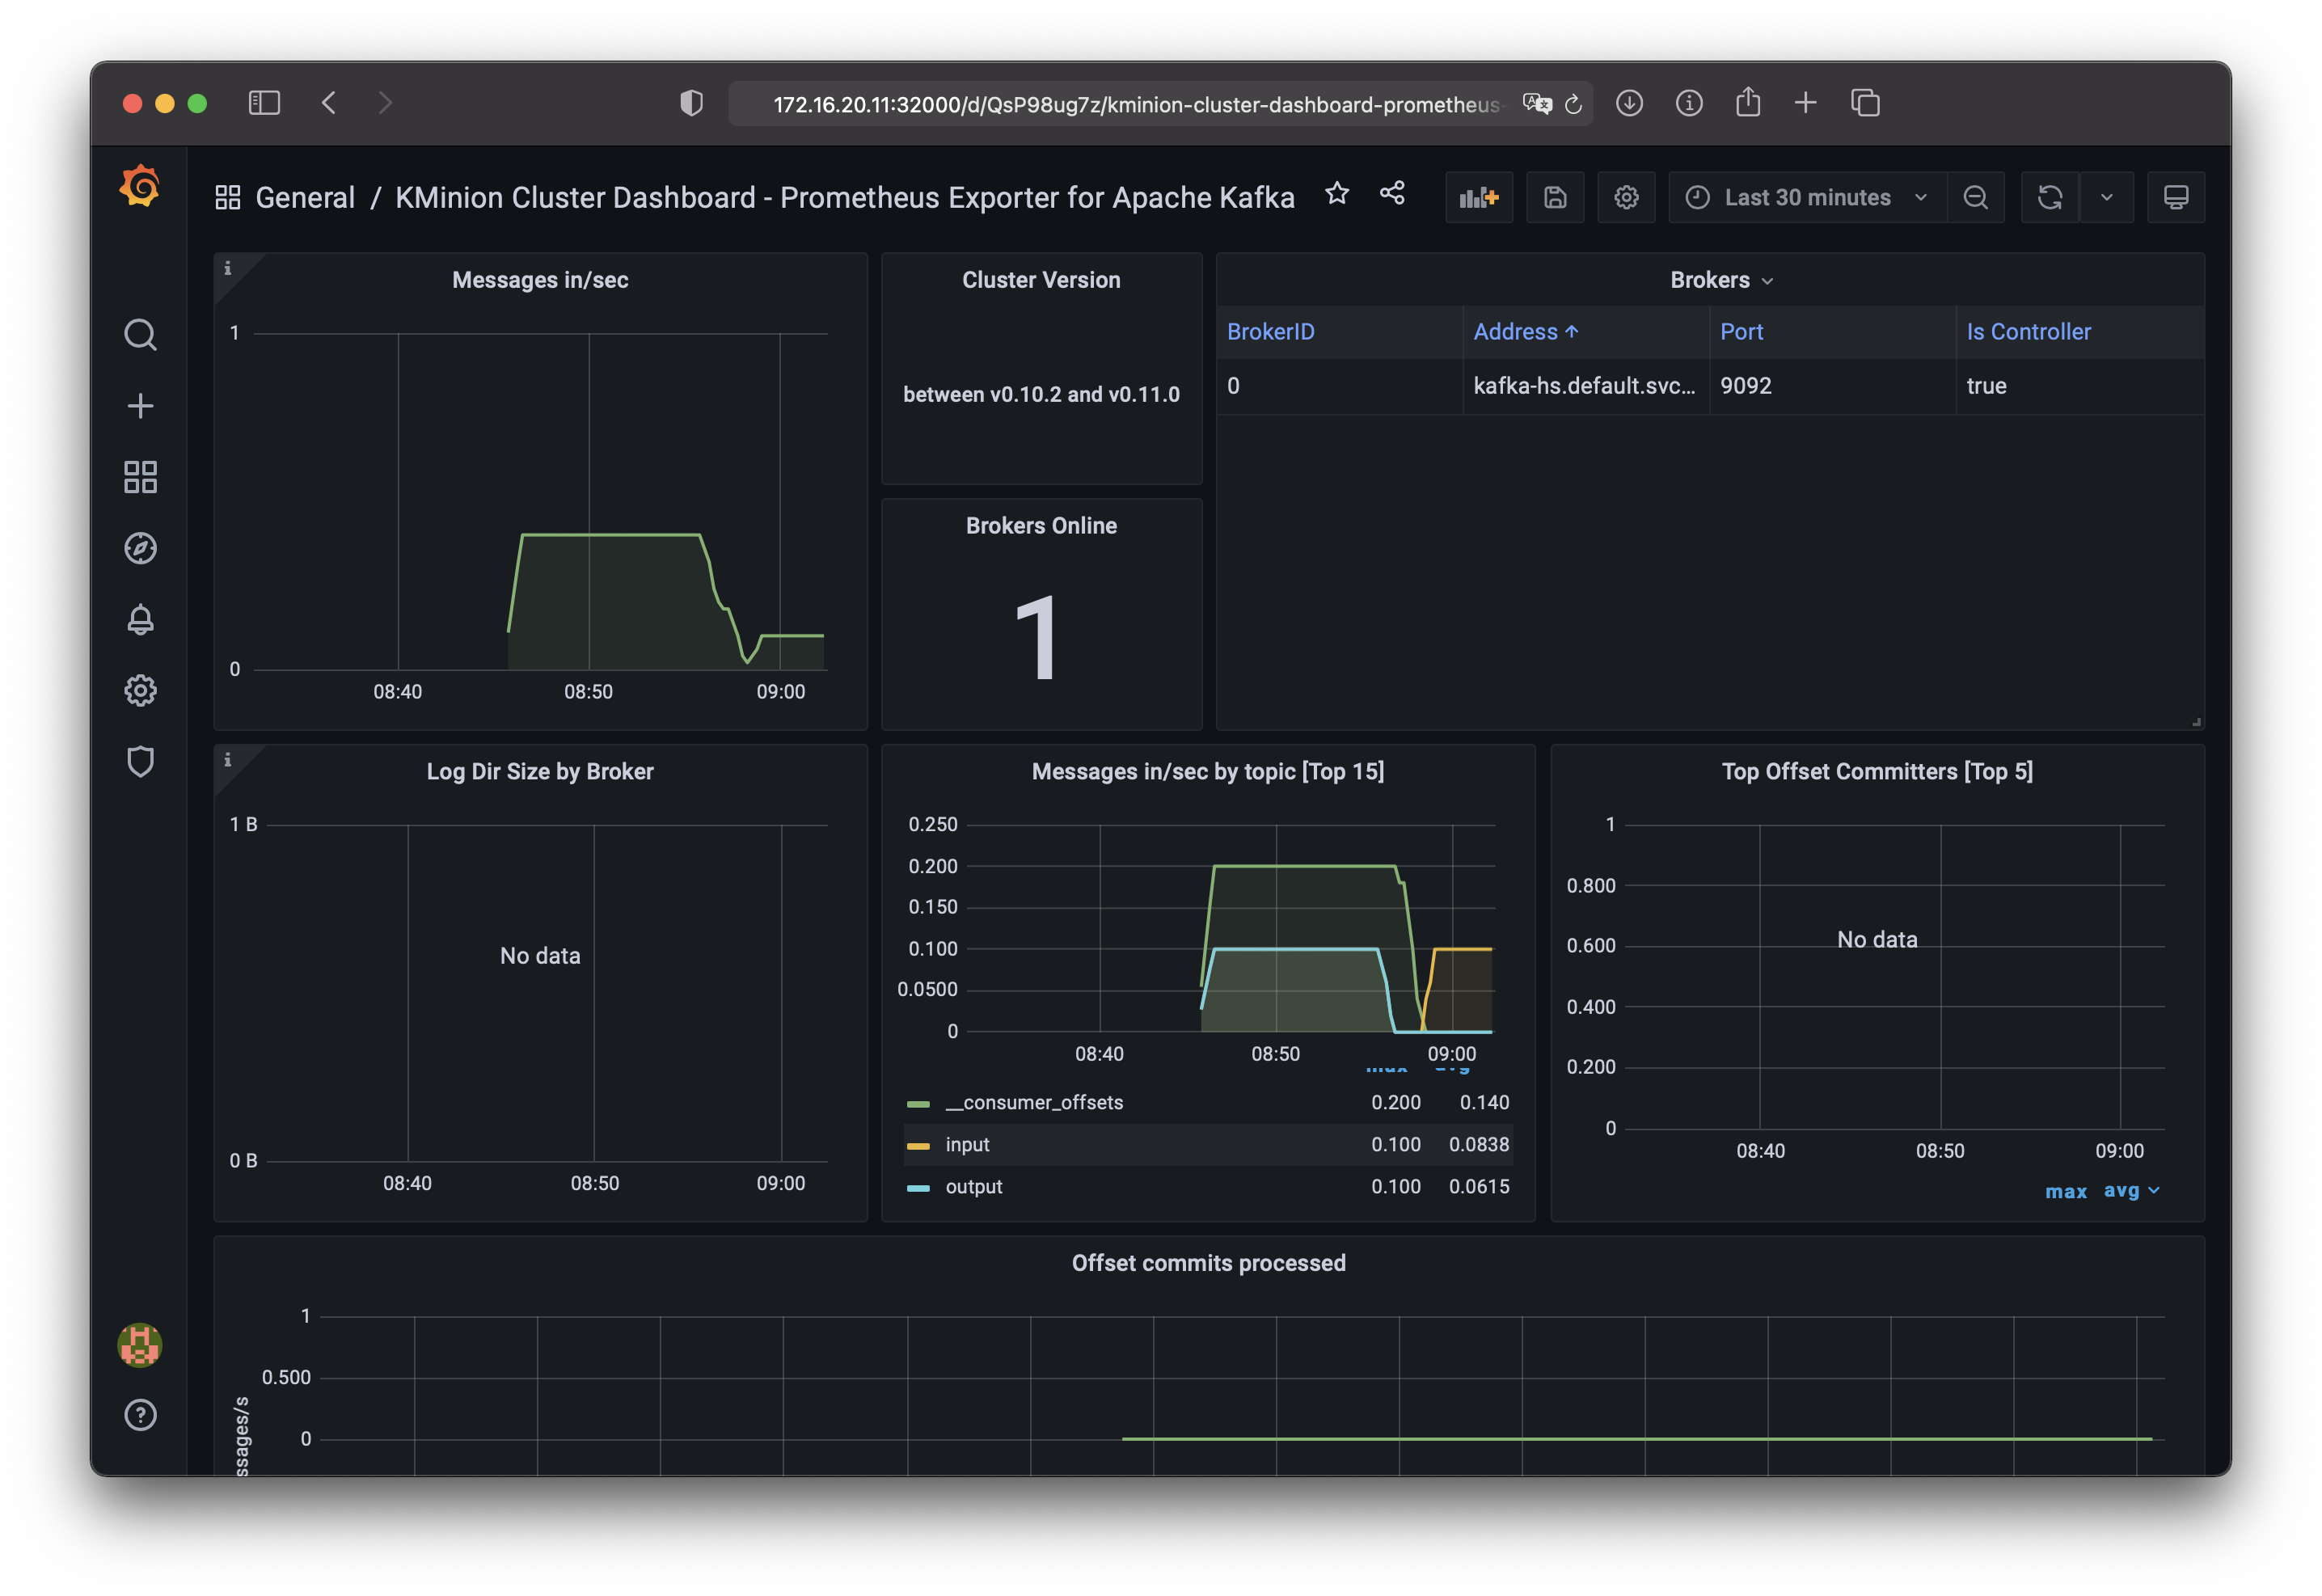 172.16.20.11:32000/d/QsP98ug7z/kminion-cluster-dashboard-prometheus-
General / KMinion Cluster Dashboard - Prometheus Exporter for Apache Kafka
Last 30 minutes
Messages in/sec
1
0
08:40 08:50 09:00
Cluster Version
between v0.10.2 and v0.11.0
Brokers Online
1
Brokers
BrokerID Address Port Is Controller
0 kafka-hs.default.svc... 9092 true
Log Dir Size by Broker
1 B
No data
0 B
08:40 08:50 09:00
Messages in/sec by topic [Top 15]
0.250
0.200
0.150
0.100
0.0500
0
08:40 08:50 09:00
max avg
__consumer_offsets 0.200 0.140
input 0.100 0.0838
output 0.100 0.0615
Top Offset Committers [Top 5]
1
0.800
No data
0.600
0.400
0.200
0
08:40 08:50 09:00
max avg
Offset commits processed
1
0.500
0
ssages/s